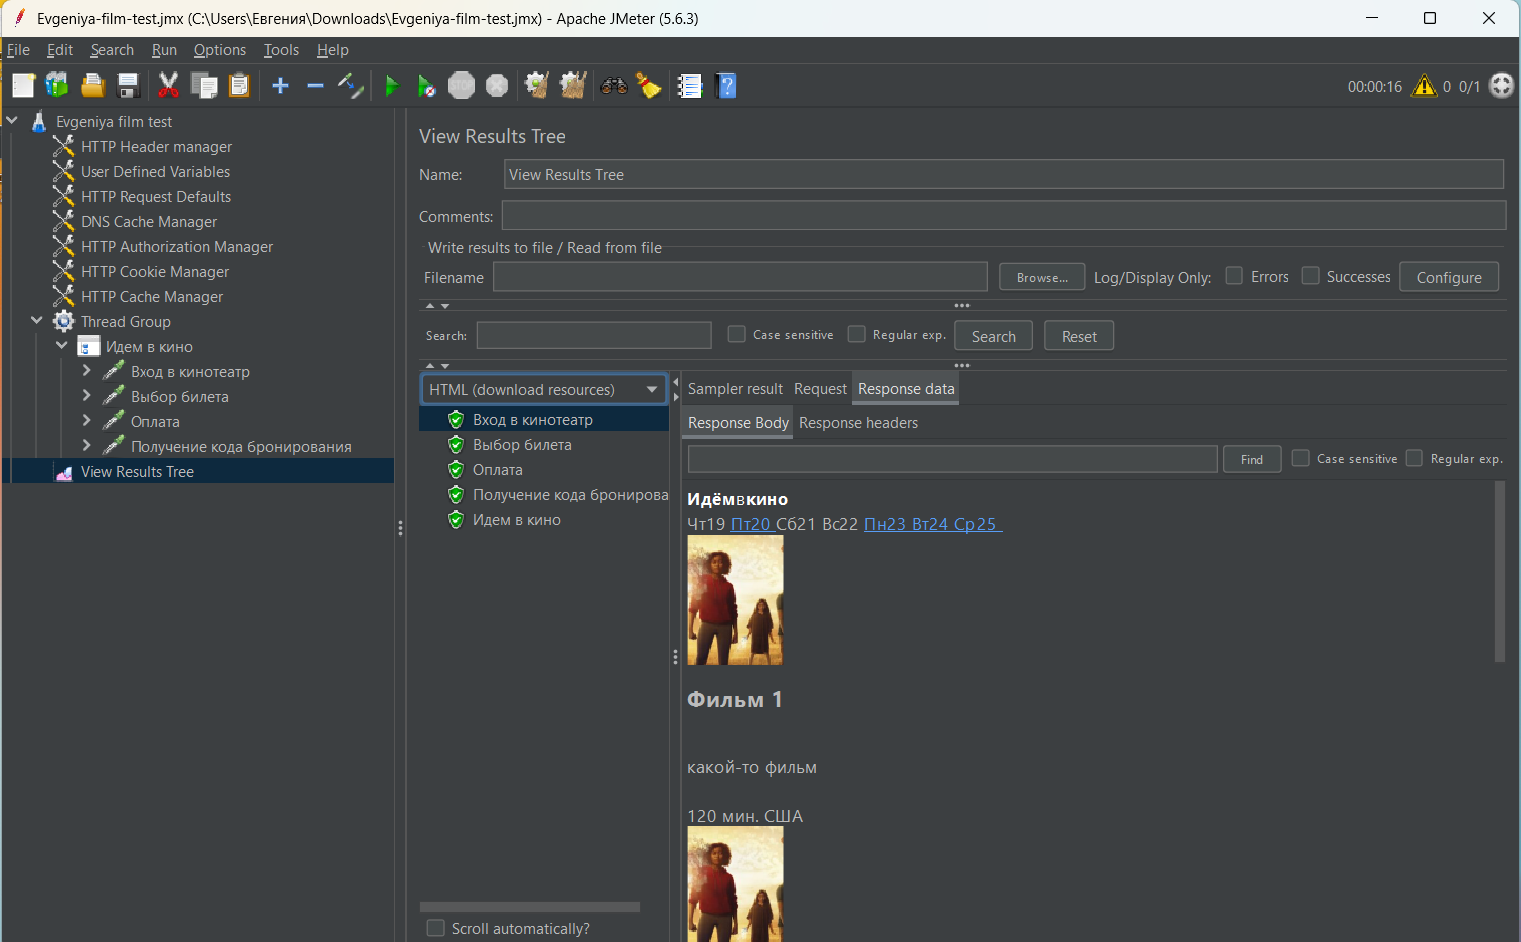 Evgeniya-film-test.jmx (C:\Users\Евгения\Downloads\Evgeniya-film-test.jmx) - Apache JMeter (5.6.3)
File Edit Search Run Options Tools Help
STOP
00:00:16 0 0/1
Evgeniya film test
HTTP Header manager
User Defined Variables
HTTP Request Defaults
DNS Cache Manager
HTTP Authorization Manager
HTTP Cookie Manager
HTTP Cache Manager
Thread Group
Идем в кино
Вход в кинотеатр
Выбор билета
Оплата
Получение кода бронирования
View Results Tree
View Results Tree
Name: View Results Tree
Comments:
Write results to file / Read from file
Filename Browse... Log/Display Only: Errors Successes Configure
Search: Case sensitive Regular exp. Search Reset
HTML (download resources)
Вход в кинотеатр
Выбор билета
Оплата
Получение кода бронирова
Идем в кино
Scroll automatically?
Sampler result Request Response data
Response Body Response headers
Find Case sensitive Regular exp.
Идёмвкино
Чт19 Пт20 Сб21 Вс22 Пн23 Вт24 Ср25
Фильм 1
какой-то фильм
120 мин. США